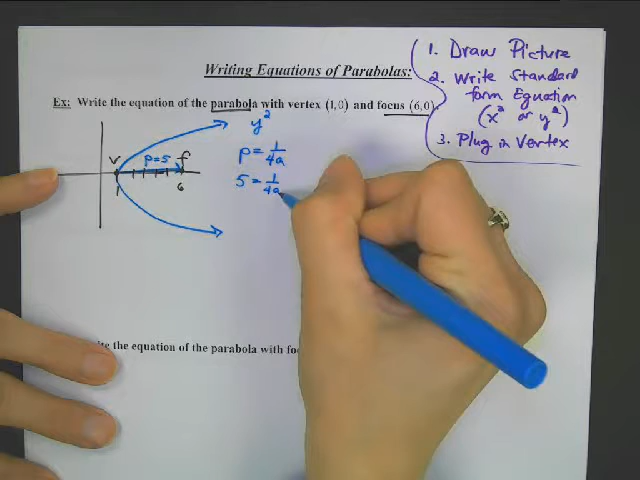 Writing Equations of Parabolas:
1. Draw Picture
2. Write Standard
form Equation
(x² or y²)
3. Plug in Vertex
Ex: Write the equation of the parabola with vertex (1,0) and focus (6,0)
y²
v p=5 f
p = 1/4a
1 6
5 = 1/4a
the equation of the parabola with